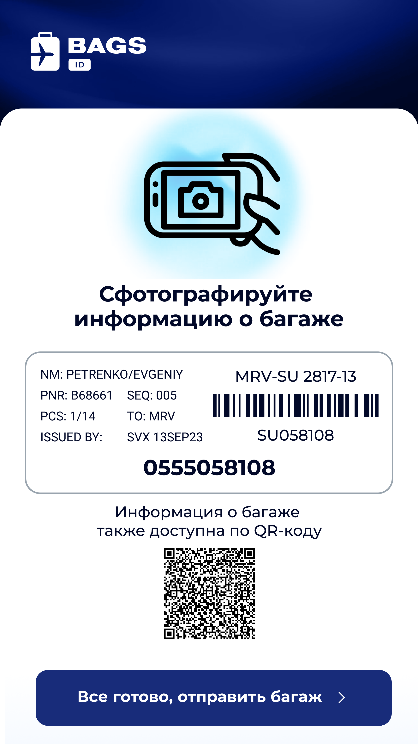 BAGS
ID
Сфотографируйте
информацию о багаже
NM: PETRENKO/EVGENIY
PNR: B68661 SEQ: 005
PCS: 1/14 TO: MRV
ISSUED BY: SVX 13SEP23
MRV-SU 2817-13
SU058108
0555058108
Информация о багаже
также доступна по QR-коду
Все готово, отправить багаж